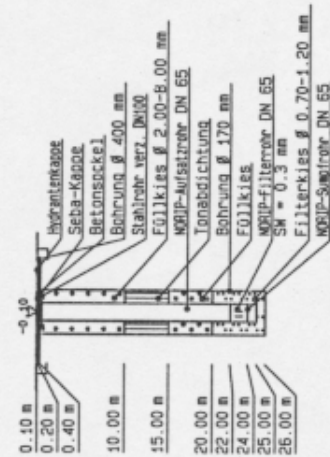 -0.10
0.10 m
0.20 m
0.40 m
10.00 m
15.00 m
20.00 m
22.00 m
24.00 m
25.00 m
26.00 m
Hydrantenkappe
Seba-Kappe
Betonsockel
Bohrung Ø 400 mm
Stahlrohr verz. DN100
Füllkies Ø 2.00-8.00 mm
NORIP-Aufsatzrohr DN 65
Tonabdichtung
Bohrung Ø 170 mm
Füllkies
NORIP-Filterrohr DN 65
SW = 0.3 mm
Filterkies Ø 0.70-1.20 mm
NORIP-Sumpfrohr DN 65